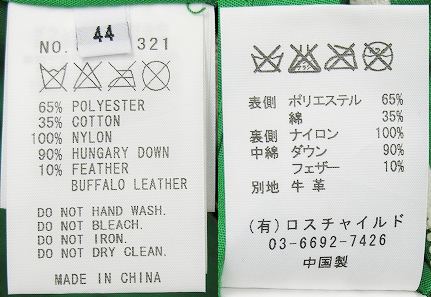 44
NO. 321
65% POLYESTER
35% COTTON
100% NYLON
90% HUNGARY DOWN
10% FEATHER
BUFFALO LEATHER
DO NOT HAND WASH.
DO NOT BLEACH.
DO NOT IRON.
DO NOT DRY CLEAN.
MADE IN CHINA
表側 ポリエステル 65%
綿 35%
裏側 ナイロン 100%
中綿 ダウン 90%
フェザー 10%
別地 牛革
(有)ロスチャイルド
03-6692-7426
中国製